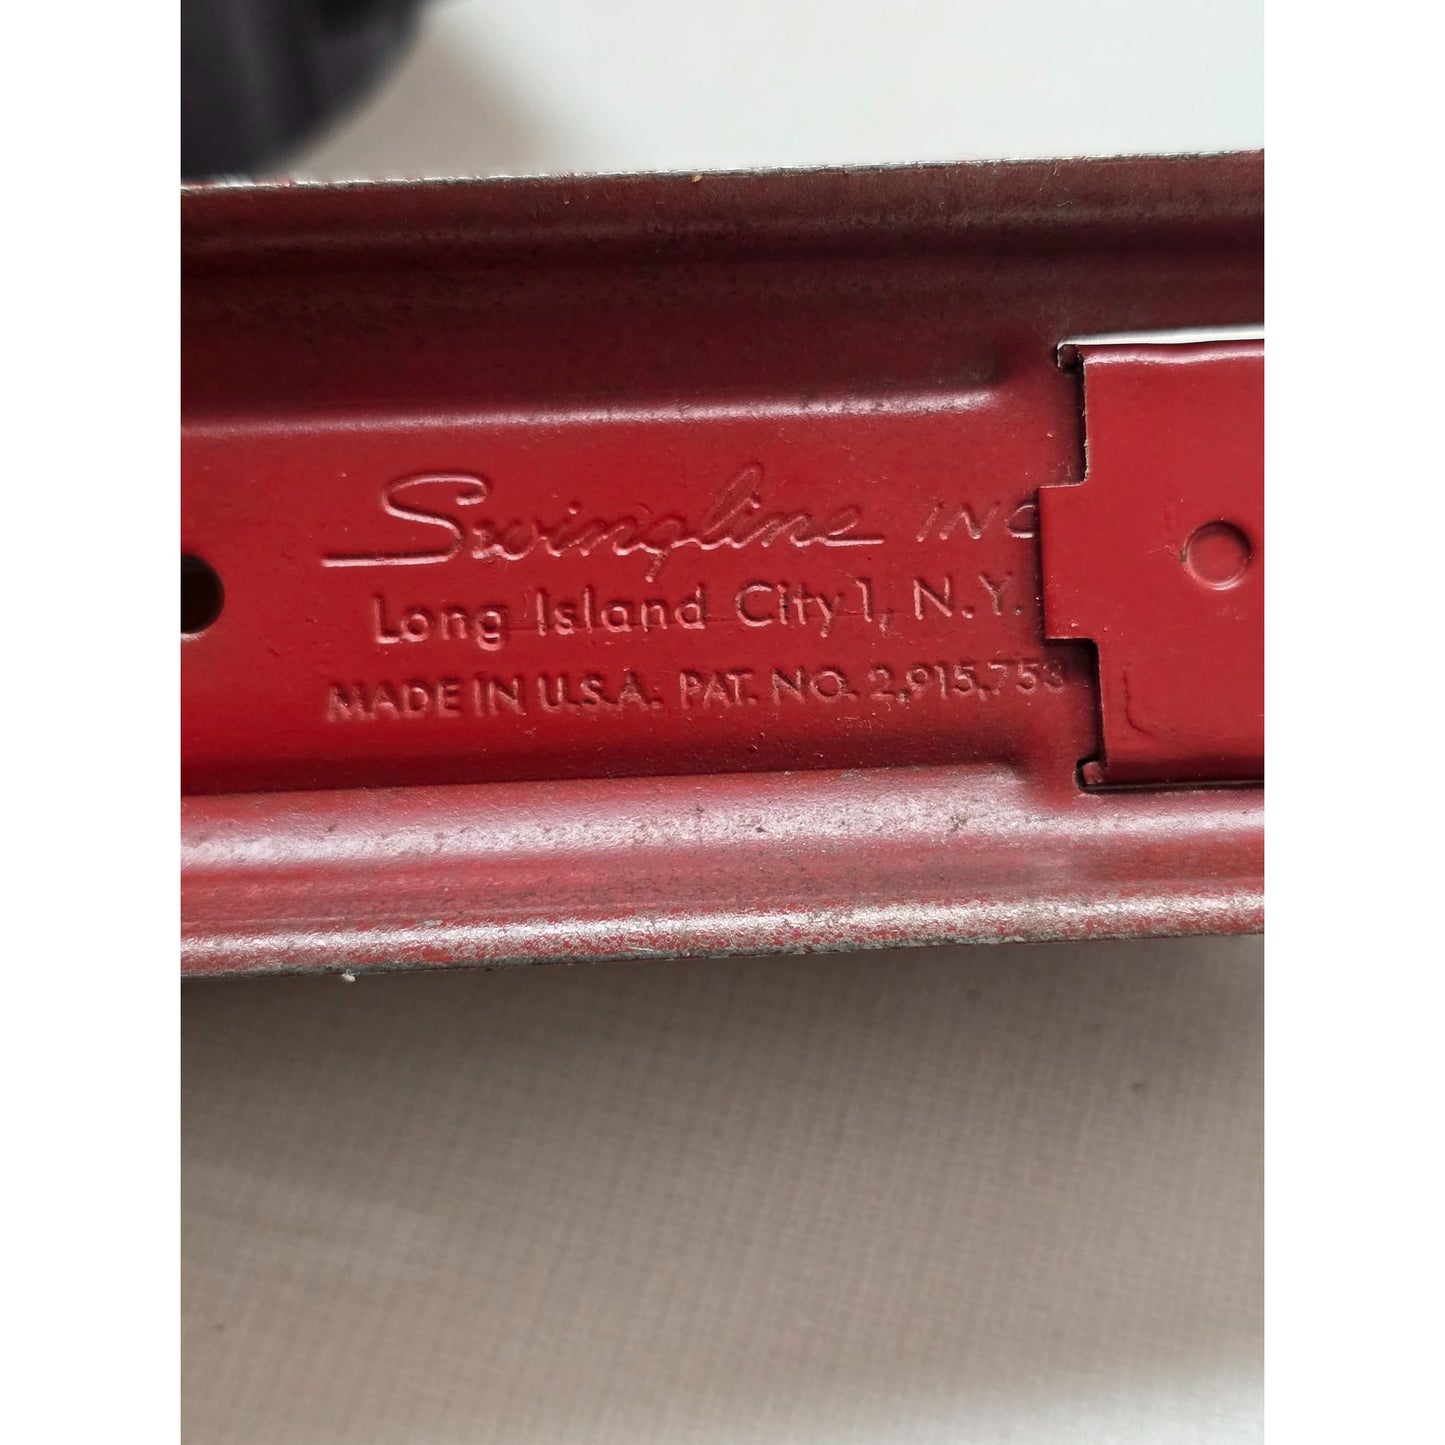 Swingline INC
Long Island City 1, N.Y.
MADE IN U.S.A. PAT. NO. 2,915,753